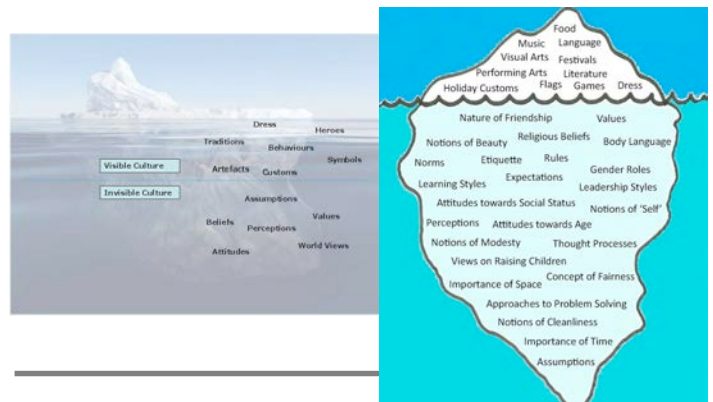 Dress
Heroes
Traditions
Behaviours
Symbols
Visible Culture
Artefacts
Customs
Invisible Culture
Assumptions
Values
Beliefs
Perceptions
World Views
Attitudes
Food
Music Language
Visual Arts Festivals
Performing Arts Literature
Holiday Customs Flags Games Dress
Nature of Friendship Values
Notions of Beauty Religious Beliefs Body Language
Norms Etiquette Rules
Expectations Gender Roles
Learning Styles Leadership Styles
Attitudes towards Social Status Notions of 'Self'
Perceptions Attitudes towards Age
Notions of Modesty Thought Processes
Views on Raising Children
Importance of Space Concept of Fairness
Approaches to Problem Solving
Notions of Cleanliness
Importance of Time
Assumptions